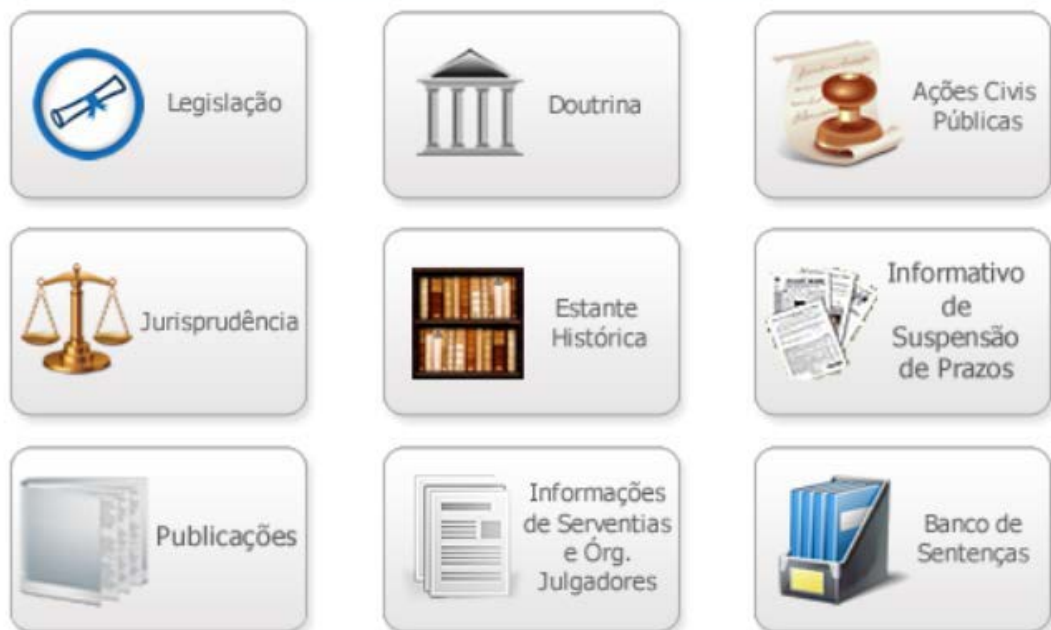 Legislação
Doutrina
Ações Civis
Públicas
Jurisprudência
Estante
Histórica
Informativo
de
Suspensão
de Prazos
Publicações
Informações
de Serventias
e Órg.
Julgadores
Banco de
Sentenças